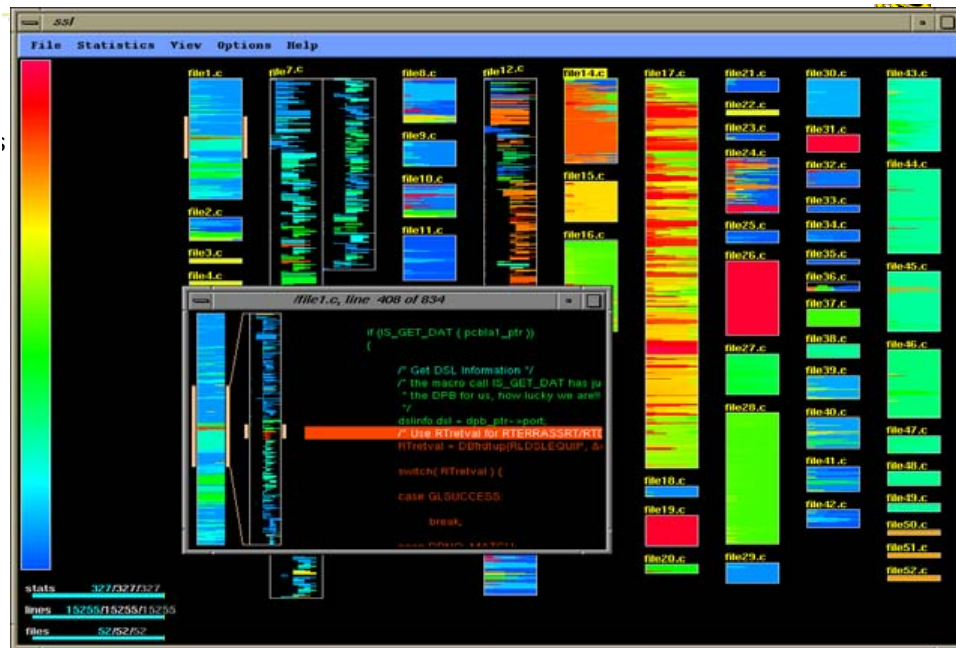 ssl
File Statistics View Options Help
file1.c
file2.c
file3.c
file4.c
file7.c
file8.c
file9.c
file10.c
file11.c
file12.c
file14.c
file15.c
file16.c
file17.c
file18.c
file19.c
file20.c
file21.c
file22.c
file23.c
file24.c
file25.c
file26.c
file27.c
file28.c
file29.c
file30.c
file31.c
file32.c
file33.c
file34.c
file35.c
file36.c
file37.c
file38.c
file39.c
file40.c
file41.c
file42.c
file43.c
file44.c
file45.c
file46.c
file47.c
file48.c
file49.c
file50.c
file51.c
file52.c
/file1.c, line 408 of 834
if (IS_GET_DAT ( pcbla1_ptr ))
{
/* Get DSL Information */
/* the macro call IS_GET_DAT has ju
* the DPB for us, how lucky we are!!
*/
dslinfo.dsl = dpb_ptr->port;
/* Use RTretval for RTERRASSRT/RTD
RTretval = DBfrdtup(RLDSLEQUIP, &
switch( RTretval ) {
case GLSUCCESS:
break;
stats 327/327/327
lines 15255/15255/15255
files 52/52/52